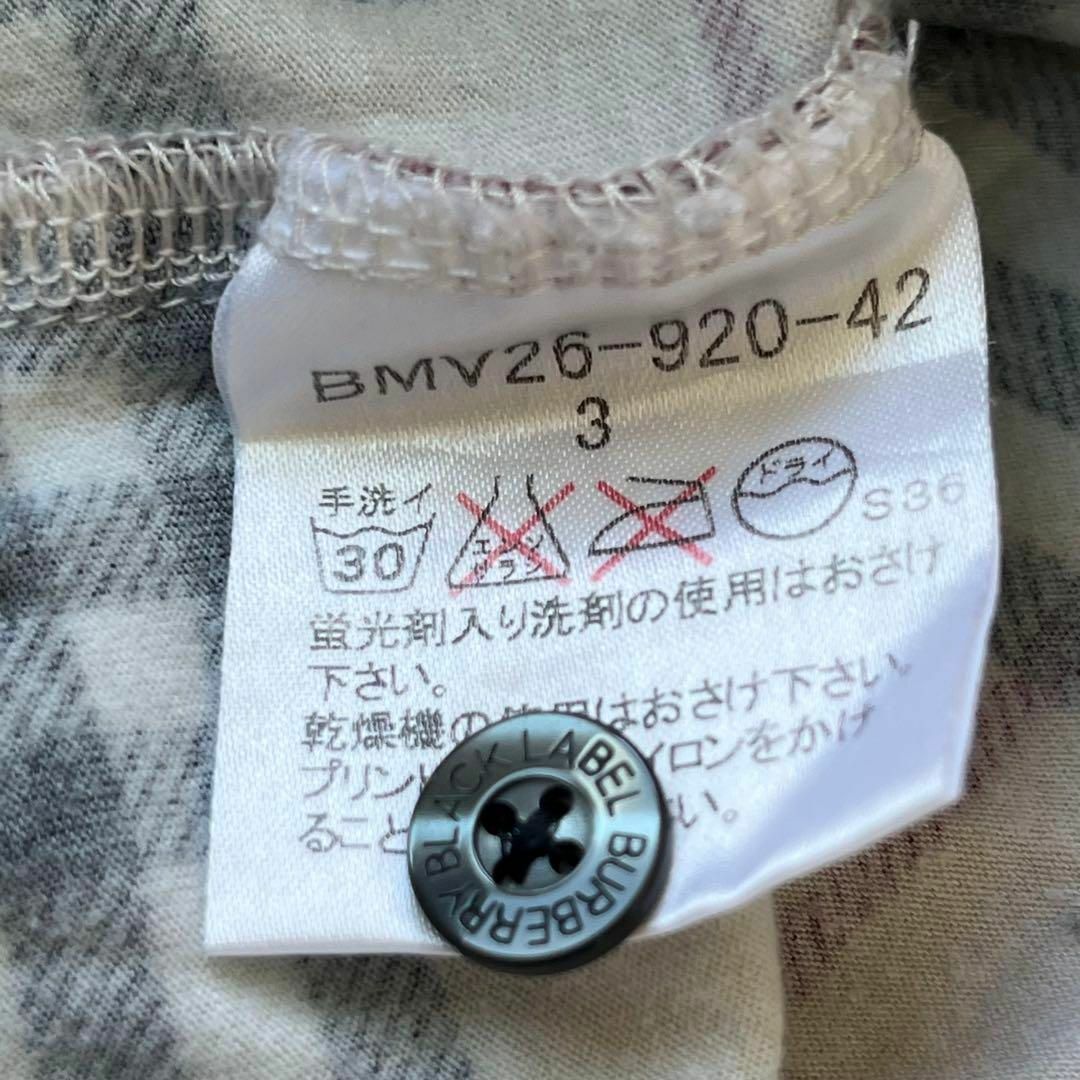 BMV26-920-42
3
手洗イ
30
エンソ
サラシ
ドライ
S36
蛍光剤入り洗剤の使用はおさけ
下さい。
乾燥機の使用はおさけ下さい。
プリン イロンをかけ
ること い。
BURBERRY BLACK LABEL